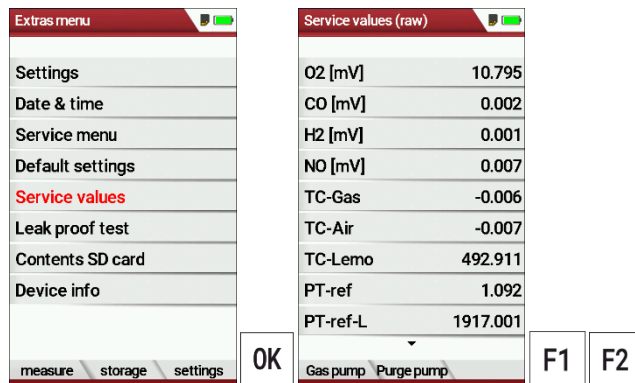 Extras menu
Settings
Date & time
Service menu
Default settings
Service values
Leak proof test
Contents SD card
Device info
measure storage settings
OK
Service values (raw)
O2 [mV] 10.795
CO [mV] 0.002
H2 [mV] 0.001
NO [mV] 0.007
TC-Gas -0.006
TC-Air -0.007
TC-Lemo 492.911
PT-ref 1.092
PT-ref-L 1917.001
Gas pump Purge pump
F1 F2